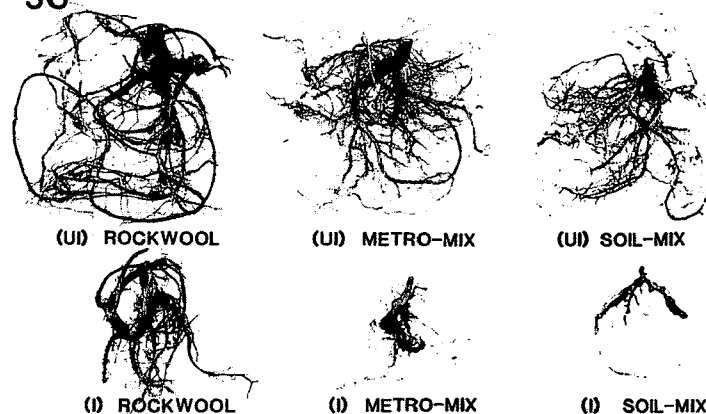 (UI) ROCKWOOL
(UI) METRO-MIX
(UI) SOIL-MIX
(I) ROCKWOOL
(I) METRO-MIX
(I) SOIL-MIX